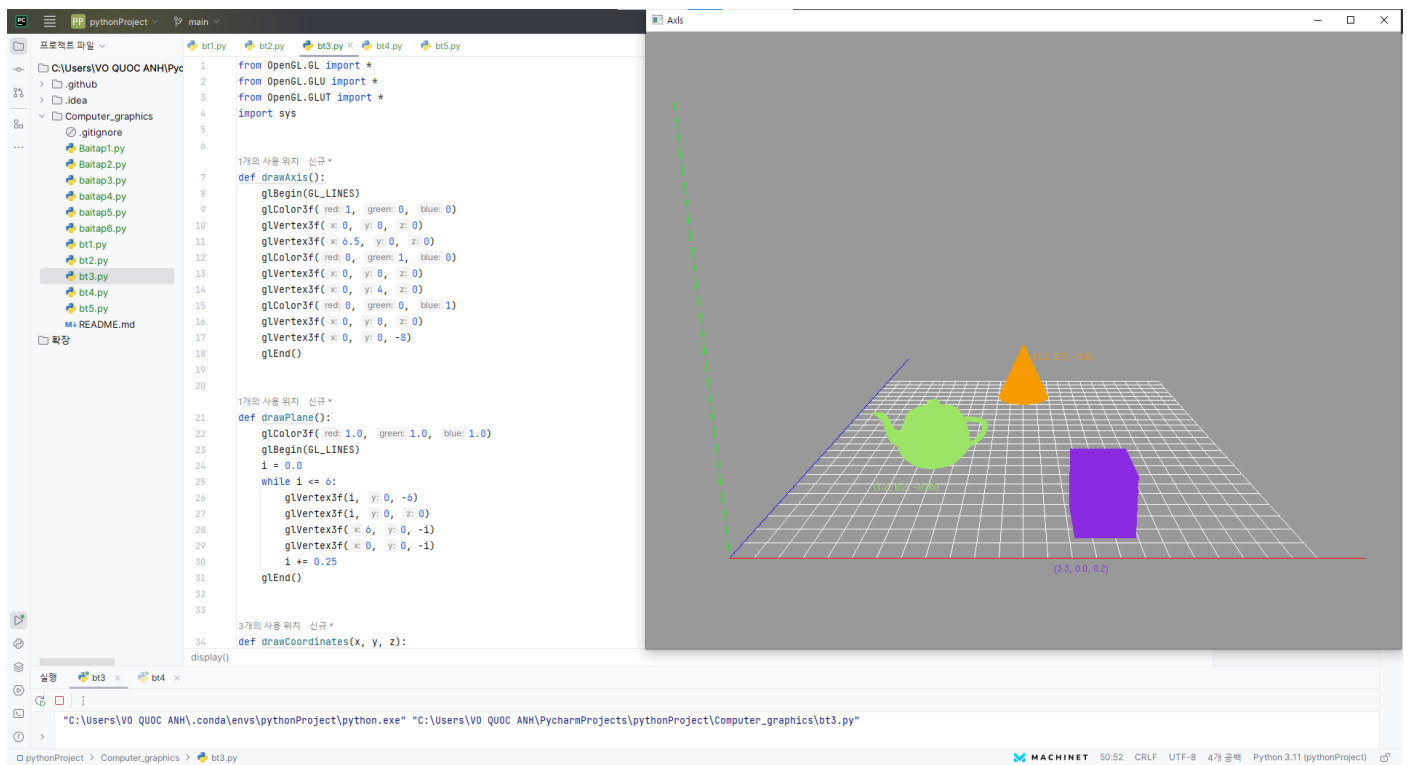 PC PP pythonProject main
프로젝트 파일
C:\Users\VO QUOC ANH\Pyc
.github
.idea
Computer_graphics
.gitignore
Baitap1.py
Baitap2.py
baitap3.py
baitap4.py
baitap5.py
baitap6.py
bt1.py
bt2.py
bt3.py
bt4.py
bt5.py
M↓ README.md
확장
bt1.py bt2.py bt3.py × bt4.py bt5.py
1 from OpenGL.GL import *
2 from OpenGL.GLU import *
3 from OpenGL.GLUT import *
4 import sys
5
6
1개의 사용 위치 신규 *
7 def drawAxis():
8 glBegin(GL_LINES)
9 glColor3f( red: 1, green: 0, blue: 0)
10 glVertex3f( x: 0, y: 0, z: 0)
11 glVertex3f( x: 6.5, y: 0, z: 0)
12 glColor3f( red: 0, green: 1, blue: 0)
13 glVertex3f( x: 0, y: 0, z: 0)
14 glVertex3f( x: 0, y: 4, z: 0)
15 glColor3f( red: 0, green: 0, blue: 1)
16 glVertex3f( x: 0, y: 0, z: 0)
17 glVertex3f( x: 0, y: 0, -8)
18 glEnd()
19
20
1개의 사용 위치 신규 *
21 def drawPlane():
22 glColor3f( red: 1.0, green: 1.0, blue: 1.0)
23 glBegin(GL_LINES)
24 i = 0.0
25 while i <= 6:
26 glVertex3f(i, y: 0, -6)
27 glVertex3f(i, y: 0, z: 0)
28 glVertex3f( x: 6, y: 0, -i)
29 glVertex3f( x: 0, y: 0, -i)
30 i += 0.25
31 glEnd()
32
33
3개의 사용 위치 신규 *
34 def drawCoordinates(x, y, z):
display()
AxIs
(3.3, 0.0, 0.2)
실행 bt3 × bt4 ×
"C:\Users\VO QUOC ANH\.conda\envs\pythonProject\python.exe" "C:\Users\VO QUOC ANH\PycharmProjects\pythonProject\Computer_graphics\bt3.py"
pythonProject > Computer_graphics > bt3.py
MACHINET 50:52 CRLF UTF-8 4개 공백 Python 3.11 (pythonProject)